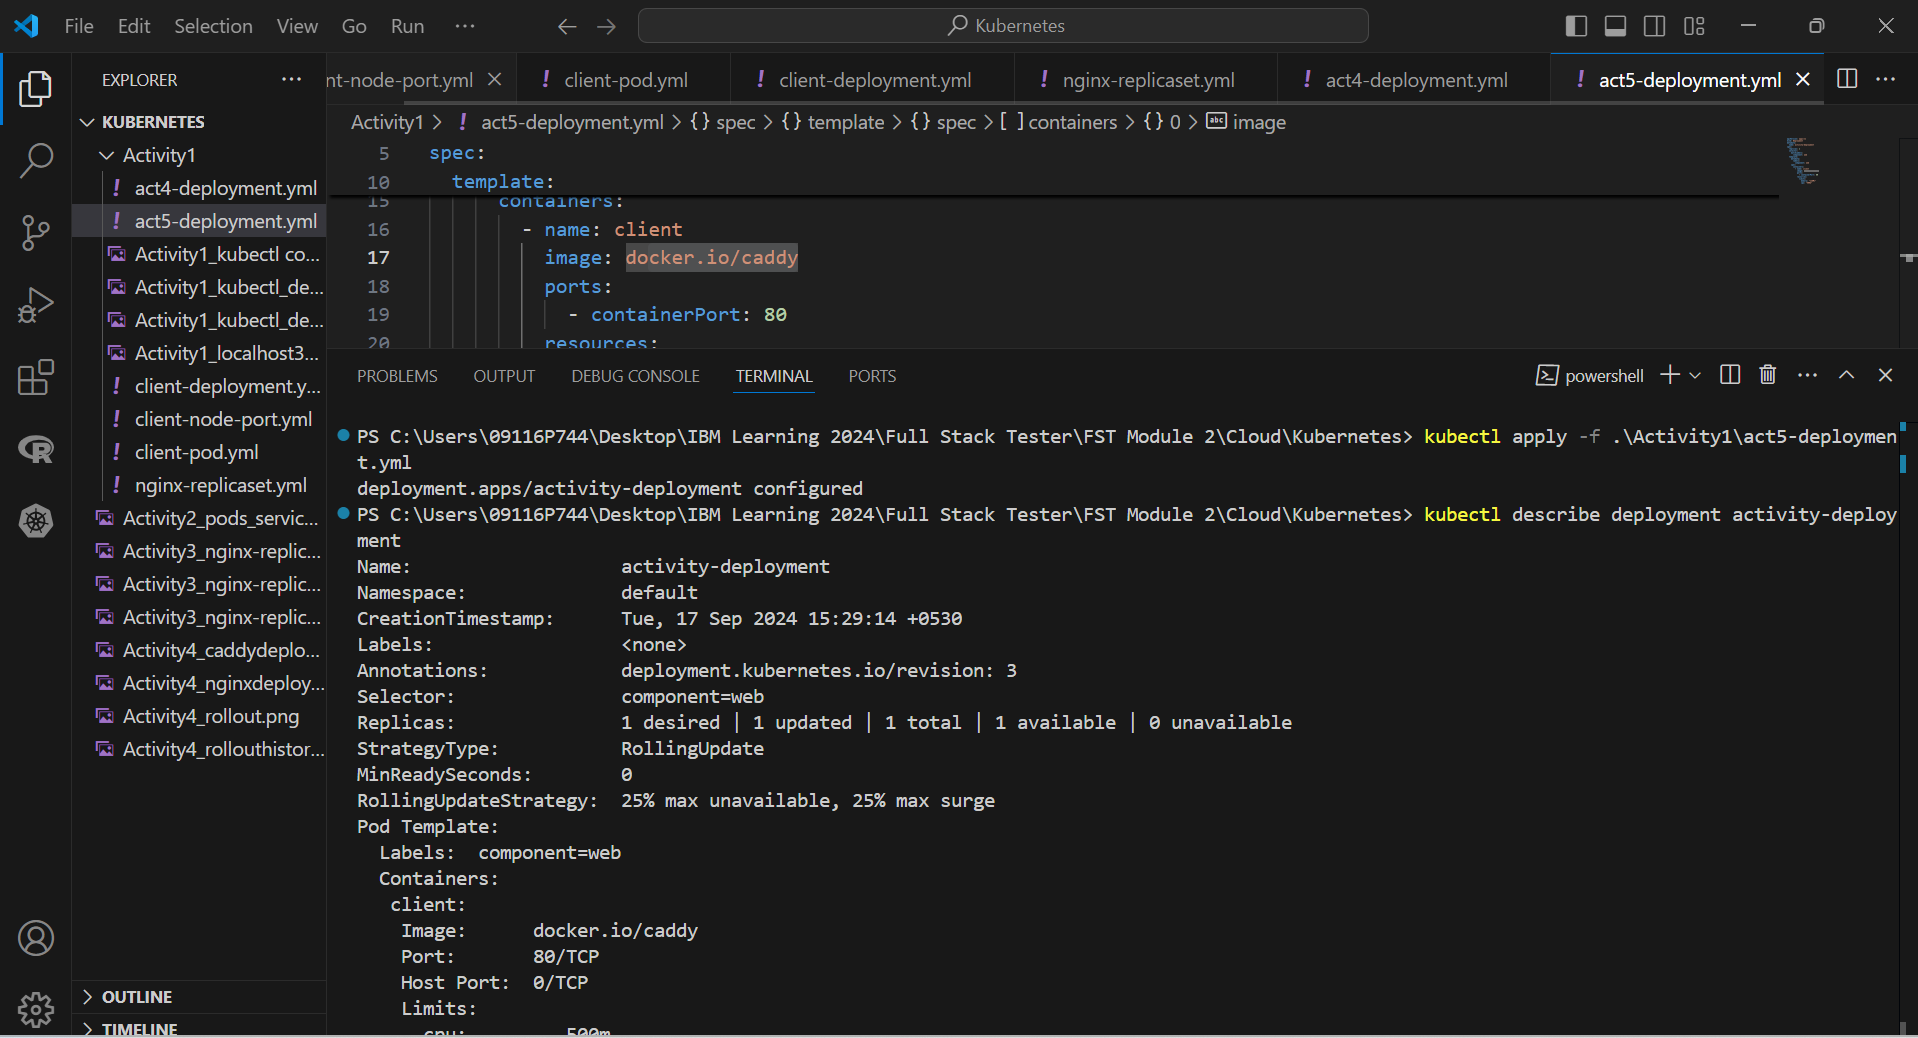 File Edit Selection View Go Run ···
Kubernetes
EXPLORER ···
KUBERNETES
Activity1
! act4-deployment.yml
! act5-deployment.yml
Activity1_kubectl co...
Activity1_kubectl_de...
Activity1_kubectl_de...
Activity1_localhost3...
! client-deployment.y...
! client-node-port.yml
! client-pod.yml
! nginx-replicaset.yml
Activity2_pods_servic...
Activity3_nginx-replic...
Activity3_nginx-replic...
Activity3_nginx-replic...
Activity4_caddydeplo...
Activity4_nginxdeploy...
Activity4_rollout.png
Activity4_rollouthistor...
OUTLINE
TIMELINE
nt-node-port.yml ! client-pod.yml ! client-deployment.yml ! nginx-replicaset.yml ! act4-deployment.yml ! act5-deployment.yml ···
Activity1 > ! act5-deployment.yml > {} spec > {} template > {} spec > [ ] containers > {} 0 > abc image
5 spec:
10 template:
15 containers:
16 - name: client
17 image: docker.io/caddy
18 ports:
19 - containerPort: 80
20 resources:
PROBLEMS OUTPUT DEBUG CONSOLE TERMINAL PORTS powershell ···
PS C:\Users\09116P744\Desktop\IBM Learning 2024\Full Stack Tester\FST Module 2\Cloud\Kubernetes> kubectl apply -f .\Activity1\act5-deploymen
t.yml
deployment.apps/activity-deployment configured
PS C:\Users\09116P744\Desktop\IBM Learning 2024\Full Stack Tester\FST Module 2\Cloud\Kubernetes> kubectl describe deployment activity-deploy
ment
Name: activity-deployment
Namespace: default
CreationTimestamp: Tue, 17 Sep 2024 15:29:14 +0530
Labels: <none>
Annotations: deployment.kubernetes.io/revision: 3
Selector: component=web
Replicas: 1 desired | 1 updated | 1 total | 1 available | 0 unavailable
StrategyType: RollingUpdate
MinReadySeconds: 0
RollingUpdateStrategy: 25% max unavailable, 25% max surge
Pod Template:
Labels: component=web
Containers:
client:
Image: docker.io/caddy
Port: 80/TCP
Host Port: 0/TCP
Limits:
cpu: 500m